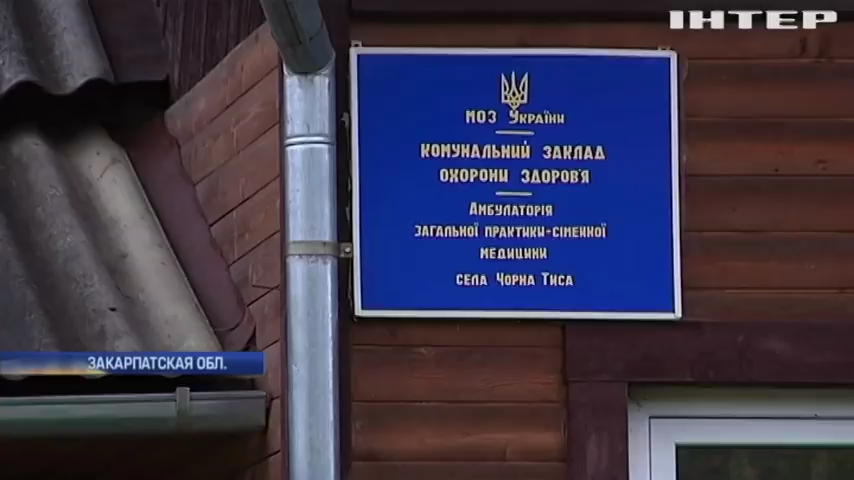 ІНТЕР
МОЗ України
Комунальний заклад
охорони здоров'я
Амбулаторія
загальної практики-сімейної
медицини
села Чорна Тиса
ЗАКАРПАТСКАЯ ОБЛ.